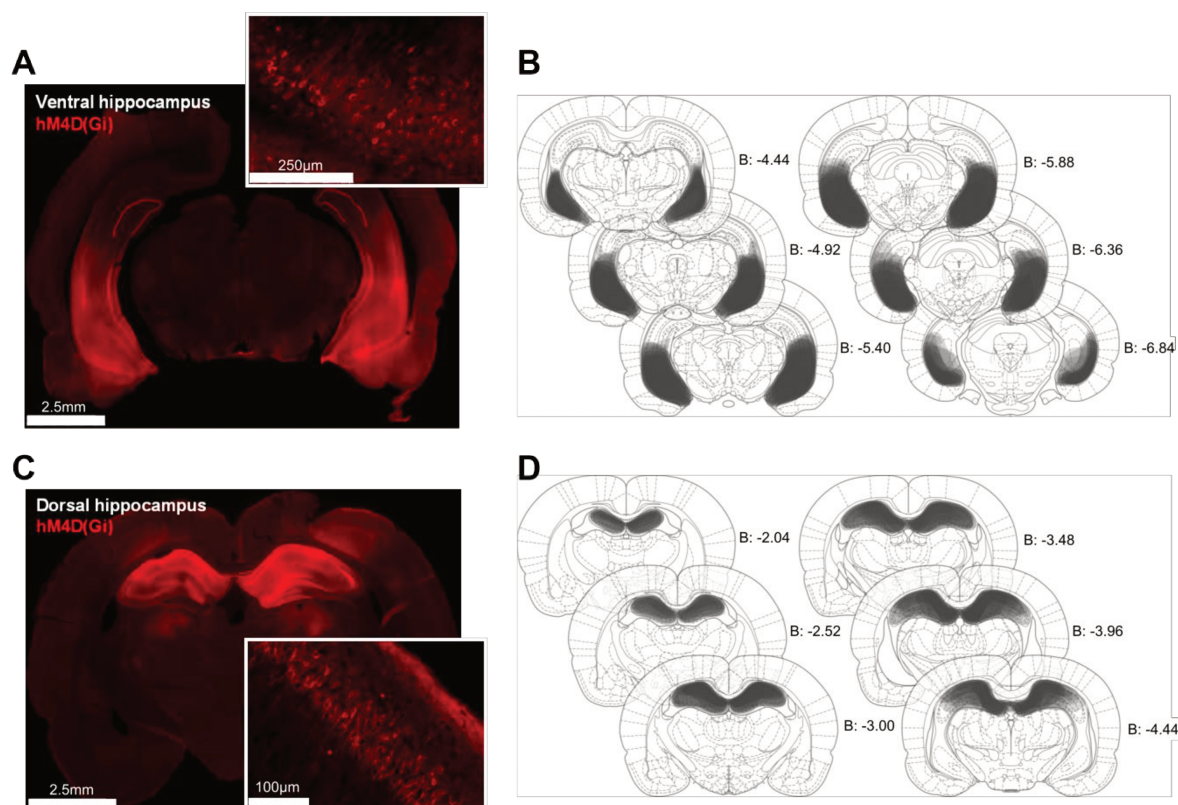 A
Ventral hippocampus
hM4D(Gi)
250µm
2.5mm
B
B: -4.44
B: -5.88
B: -4.92
B: -6.36
B: -5.40
B: -6.84
C
Dorsal hippocampus
hM4D(Gi)
2.5mm
100µm
D
B: -2.04
B: -3.48
B: -2.52
B: -3.96
B: -3.00
B: -4.44